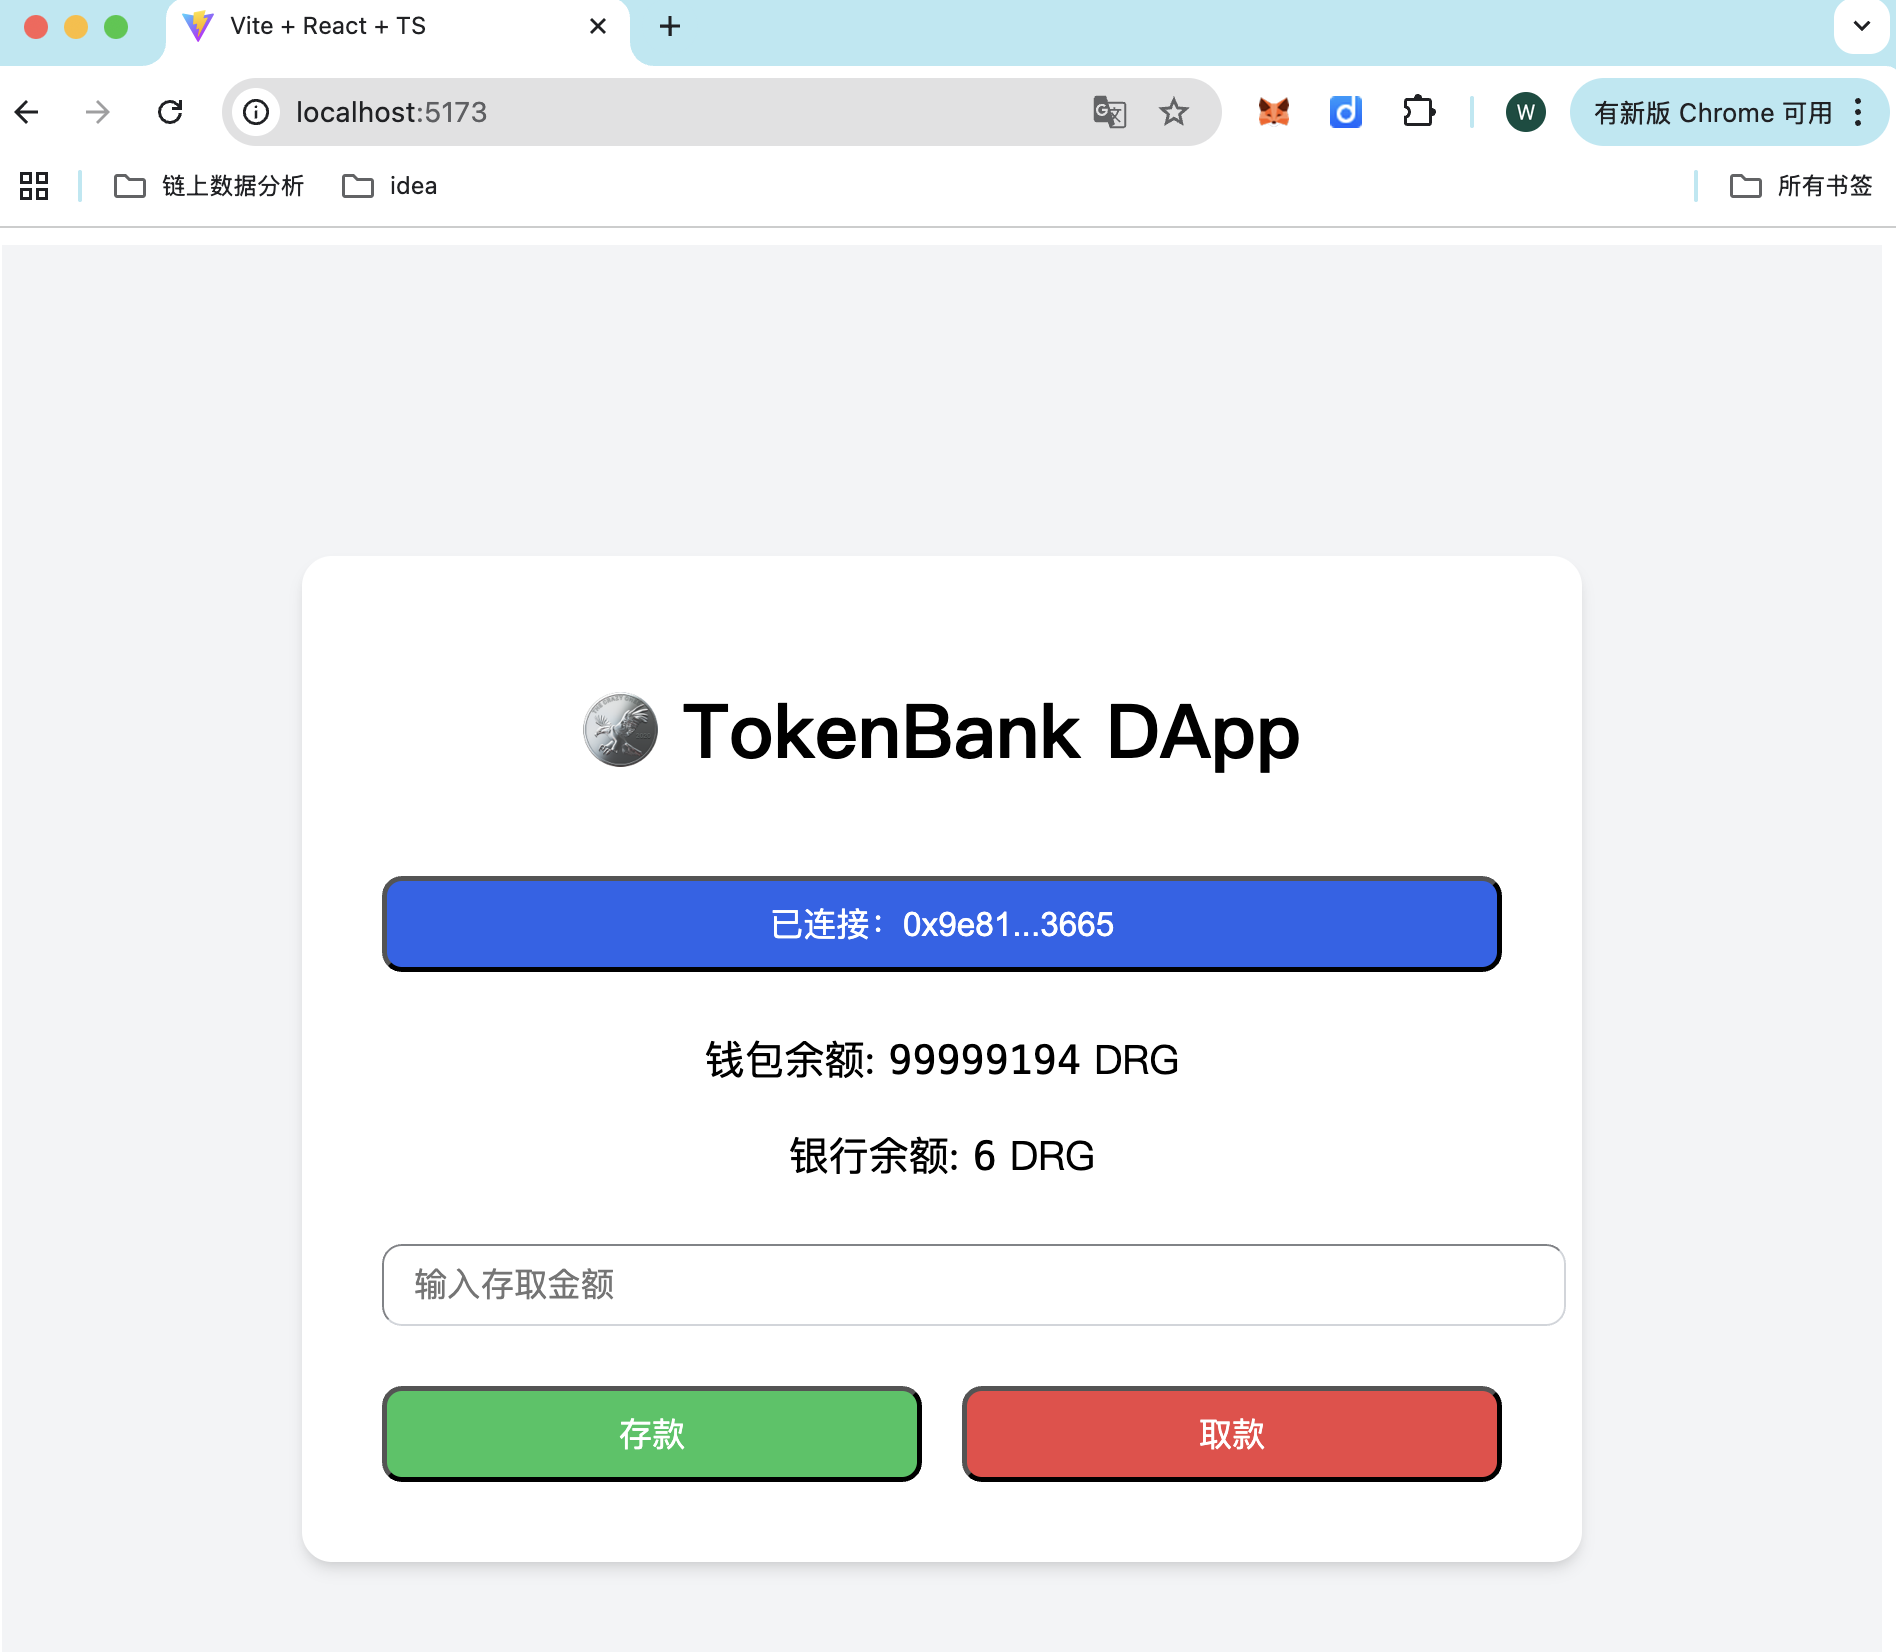 Vite + React + TS
localhost:5173
W
有新版 Chrome 可用
链上数据分析
idea
所有书签
TokenBank DApp
已连接：0x9e81...3665
钱包余额: 99999194 DRG
银行余额: 6 DRG
输入存取金额
存款
取款